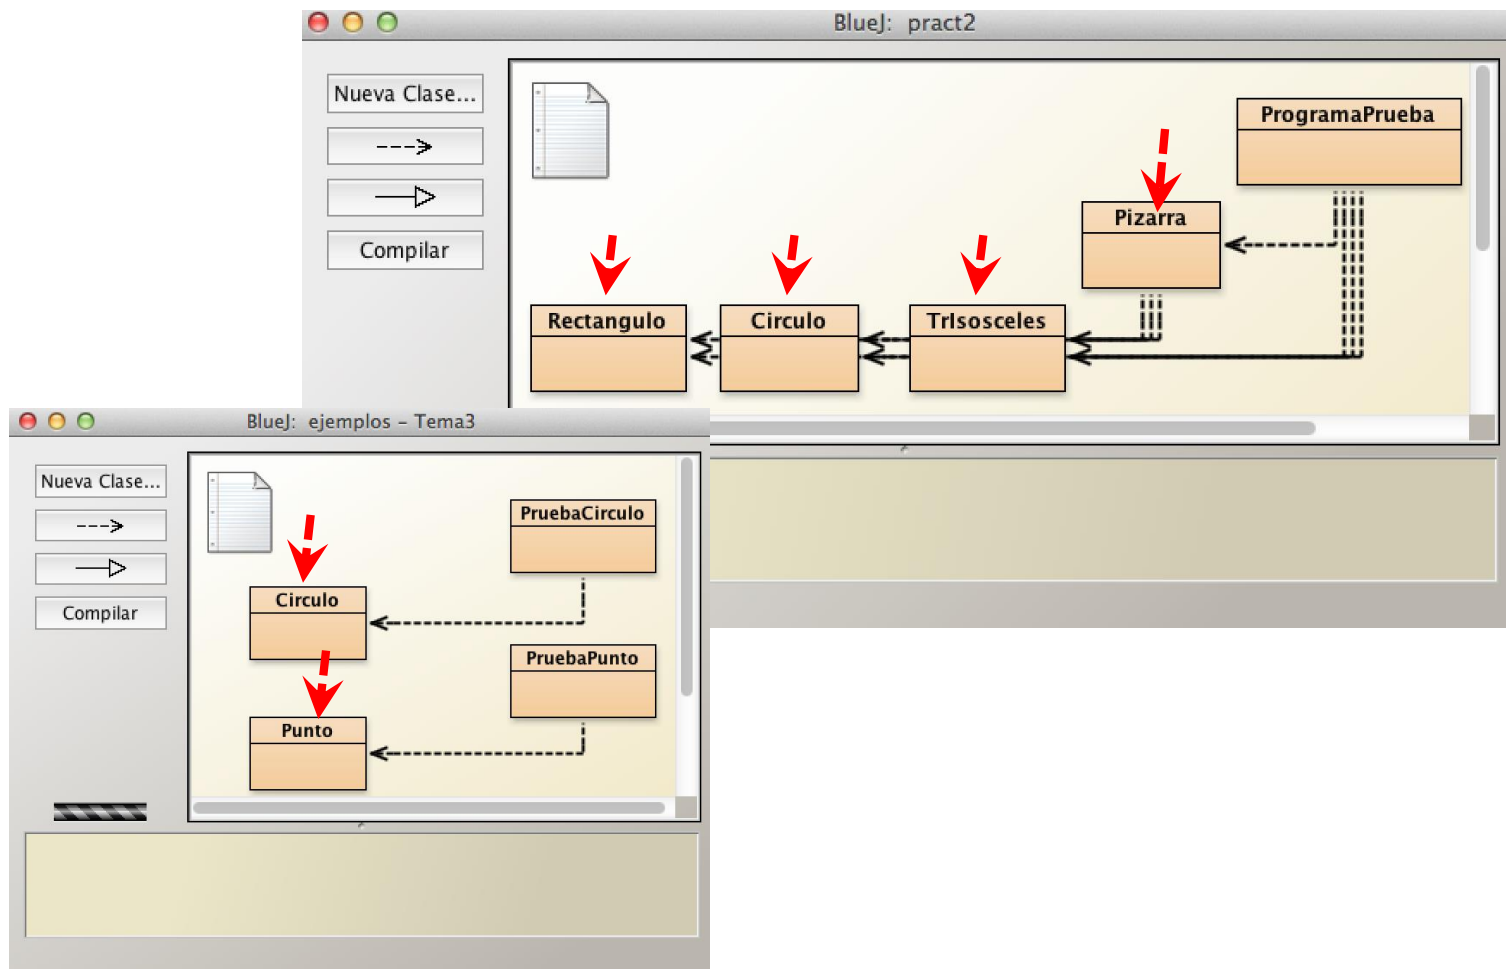 BlueJ: pract2
Nueva Clase...
Compilar
ProgramaPrueba
Pizarra
Rectangulo
Circulo
TrIsosceles
BlueJ: ejemplos - Tema3
Nueva Clase...
Compilar
PruebaCirculo
Circulo
PruebaPunto
Punto